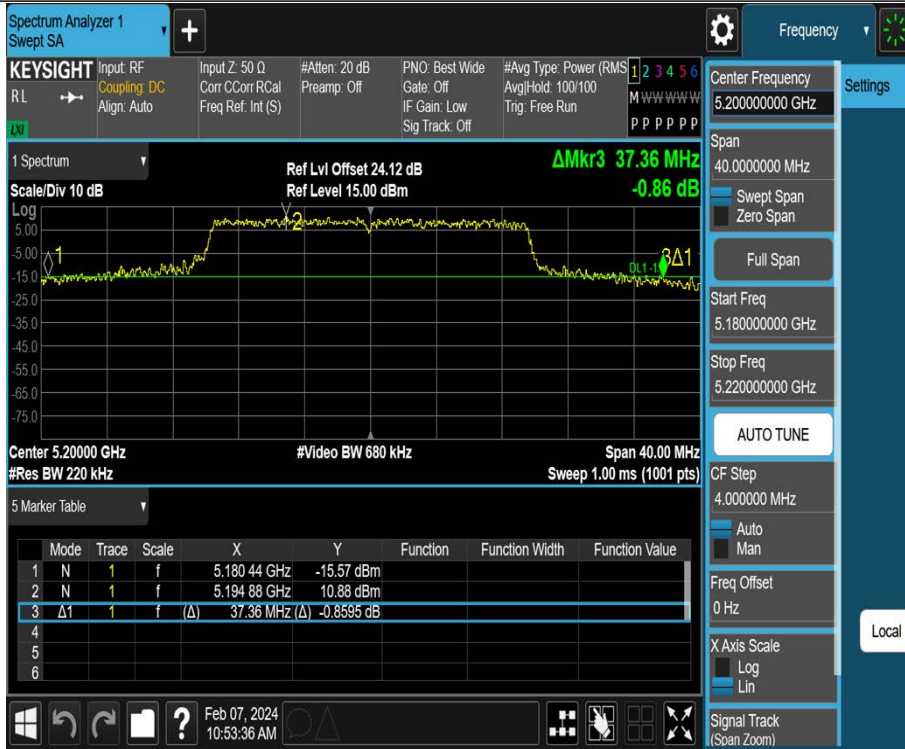 Spectrum Analyzer 1
Swept SA
+
Frequency
KEYSIGHT
RL
LXI
Input: RF
Coupling: DC
Align: Auto
Input Z: 50 Ω
Corr CCorr RCal
Freq Ref: Int (S)
#Atten: 20 dB
Preamp: Off
PNO: Best Wide
Gate: Off
IF Gain: Low
Sig Track: Off
#Avg Type: Power (RMS
Avg|Hold: 100/100
Trig: Free Run
1 2 3 4 5 6
M W W W W W
P P P P P P
1 Spectrum
Scale/Div 10 dB
Ref Lvl Offset 24.12 dB
Ref Level 15.00 dBm
ΔMkr3 37.36 MHz
-0.86 dB
Log
5.00
-5.00
-15.0
-25.0
-35.0
-45.0
-55.0
-65.0
-75.0
1
2
3Δ1
DL1 -1
Center 5.20000 GHz
#Video BW 680 kHz
Span 40.00 MHz
#Res BW 220 kHz
Sweep 1.00 ms (1001 pts)
5 Marker Table
Mode Trace Scale X Y Function Function Width Function Value
1 N 1 f 5.180 44 GHz -15.57 dBm
2 N 1 f 5.194 88 GHz 10.88 dBm
3 Δ1 1 f (Δ) 37.36 MHz (Δ) -0.8595 dB
4
5
6
?
Feb 07, 2024
10:53:36 AM
Center Frequency
5.200000000 GHz
Settings
Span
40.0000000 MHz
Swept Span
Zero Span
Full Span
Start Freq
5.180000000 GHz
Stop Freq
5.220000000 GHz
AUTO TUNE
CF Step
4.000000 MHz
Auto
Man
Freq Offset
0 Hz
Local
X Axis Scale
Log
Lin
Signal Track
(Span Zoom)